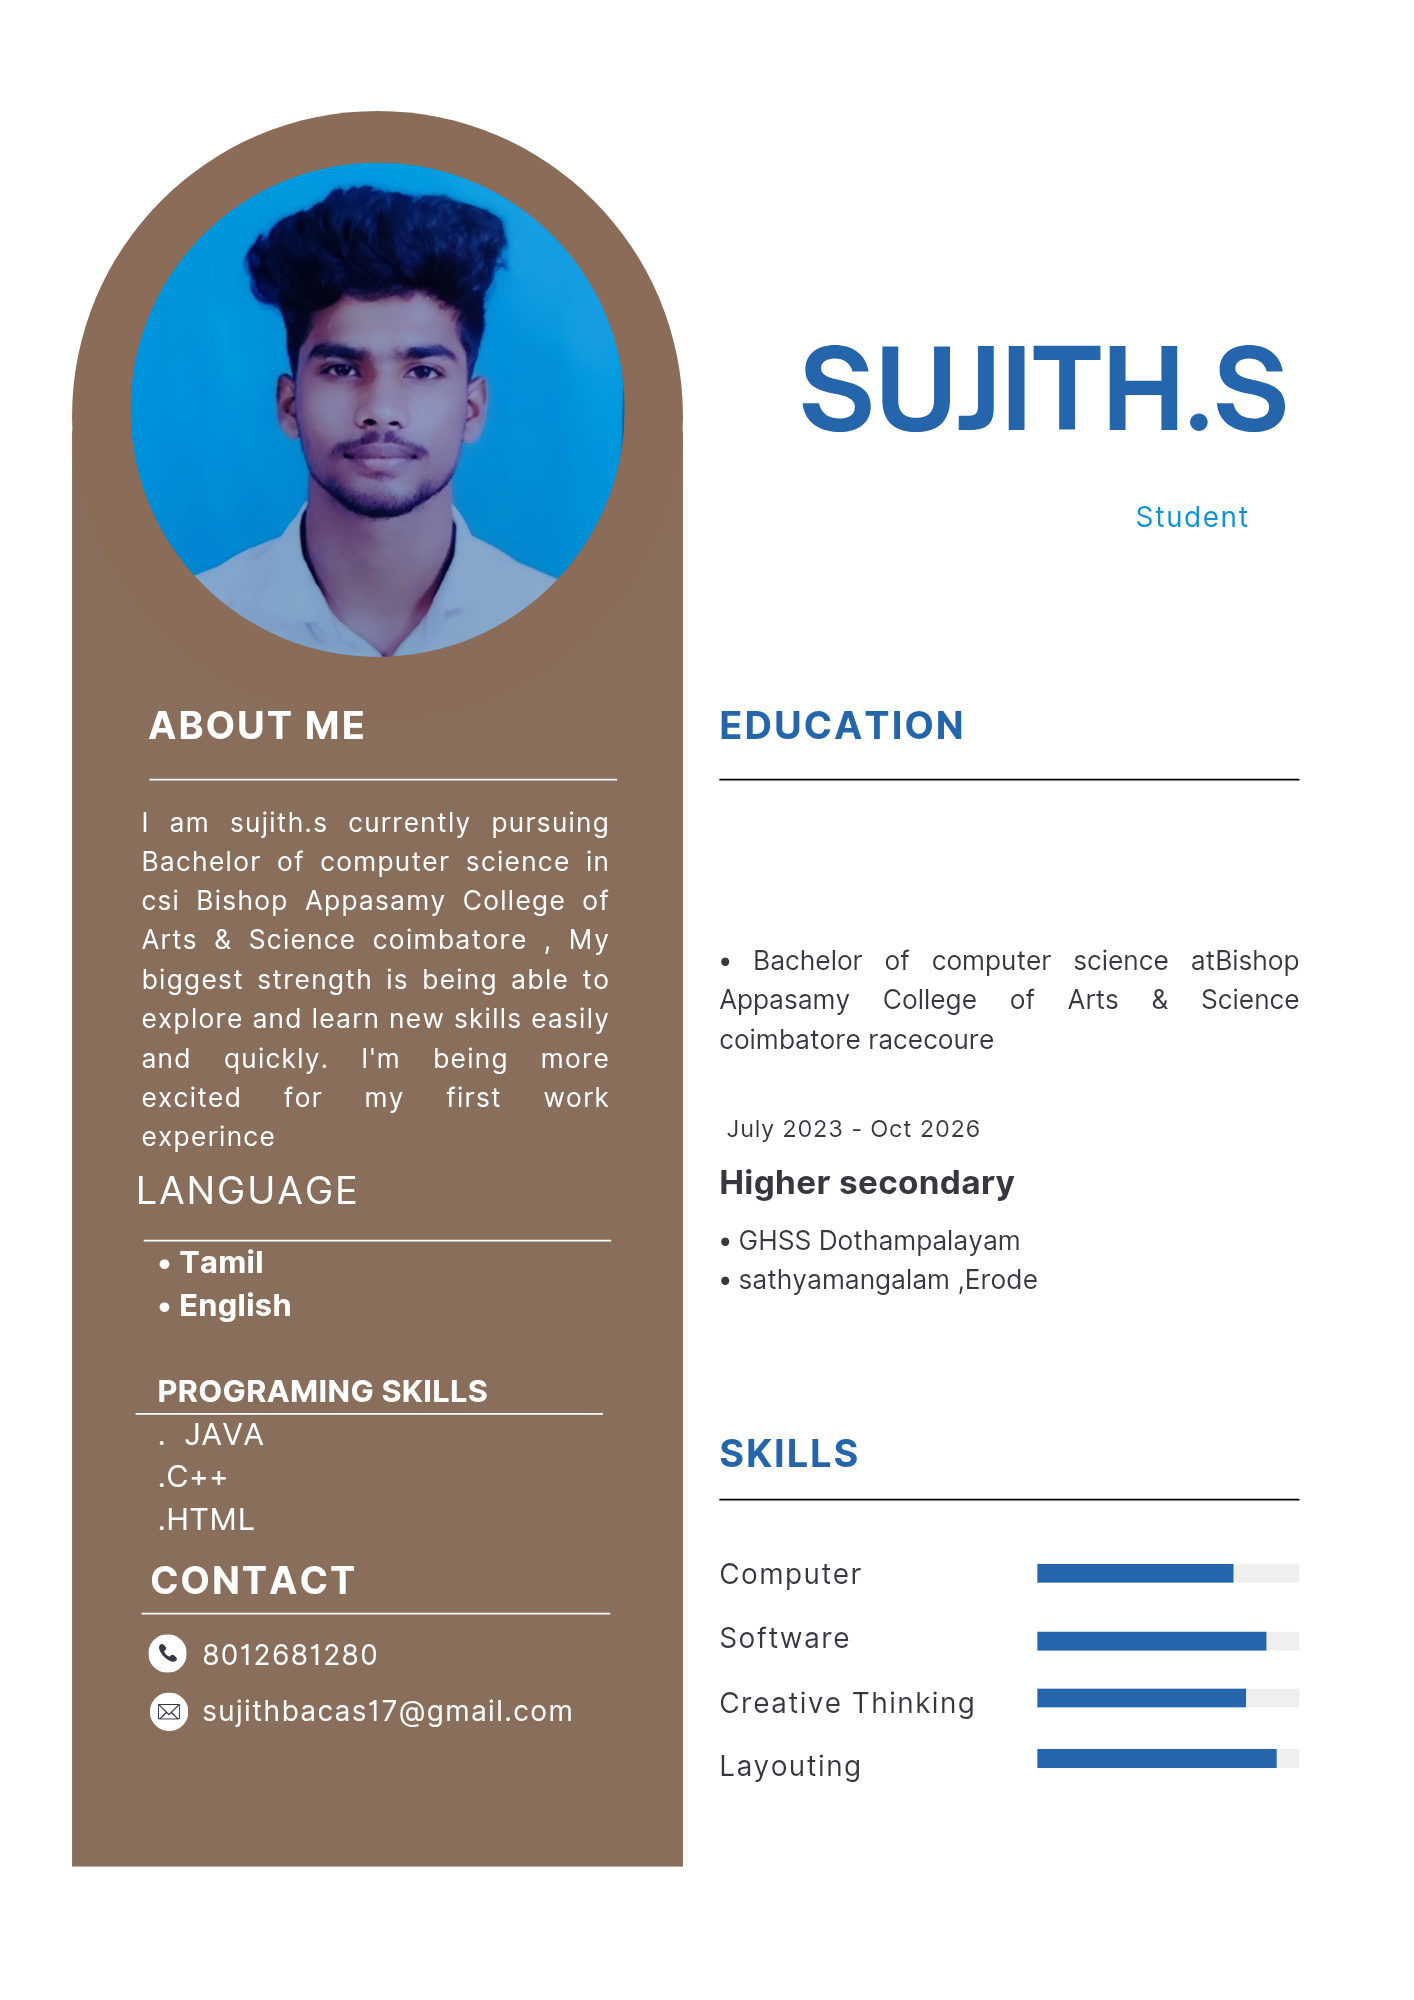 SUJITH.S
Student
ABOUT ME
I am sujith.s currently pursuing
Bachelor of computer science in
csi Bishop Appasamy College of
Arts & Science coimbatore , My
biggest strength is being able to
explore and learn new skills easily
and quickly. I'm being more
excited for my first work
experince
LANGUAGE
• Tamil
• English
PROGRAMING SKILLS
. JAVA
.C++
.HTML
CONTACT
8012681280
sujithbacas17@gmail.com
EDUCATION
• Bachelor of computer science atBishop
Appasamy College of Arts & Science
coimbatore racecoure
July 2023 - Oct 2026
Higher secondary
• GHSS Dothampalayam
• sathyamangalam ,Erode
SKILLS
Computer
Software
Creative Thinking
Layouting